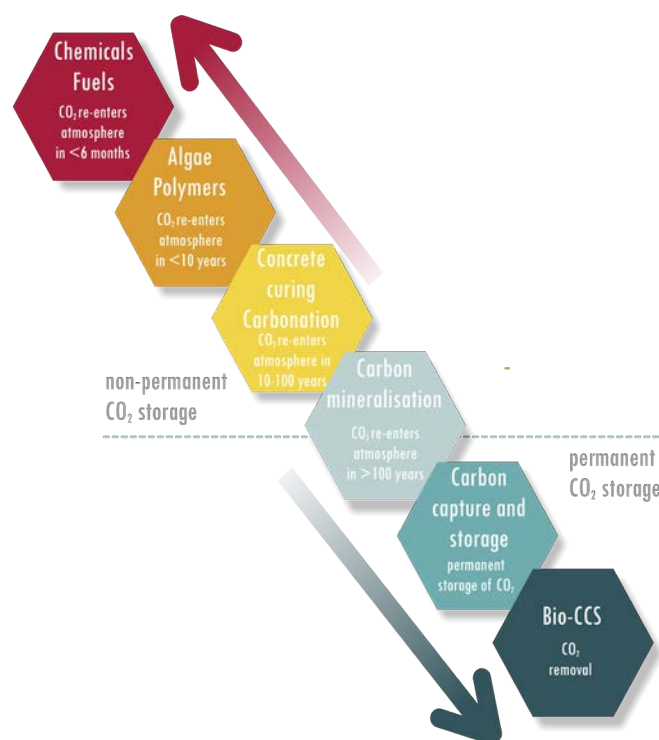 Chemicals
Fuels
CO₂ re-enters
atmosphere
in <6 months
Algae
Polymers
CO₂ re-enters
atmosphere
in <10 years
Concrete
curing
Carbonation
CO₂ re-enters
atmosphere in
10-100 years
non-permanent
CO₂ storage
Carbon
mineralisation
CO₂ re-enters
atmosphere
in >100 years
permanent
CO₂ storage
Carbon
capture and
storage
permanent
storage of CO₂
Bio-CCS
CO₂
removal